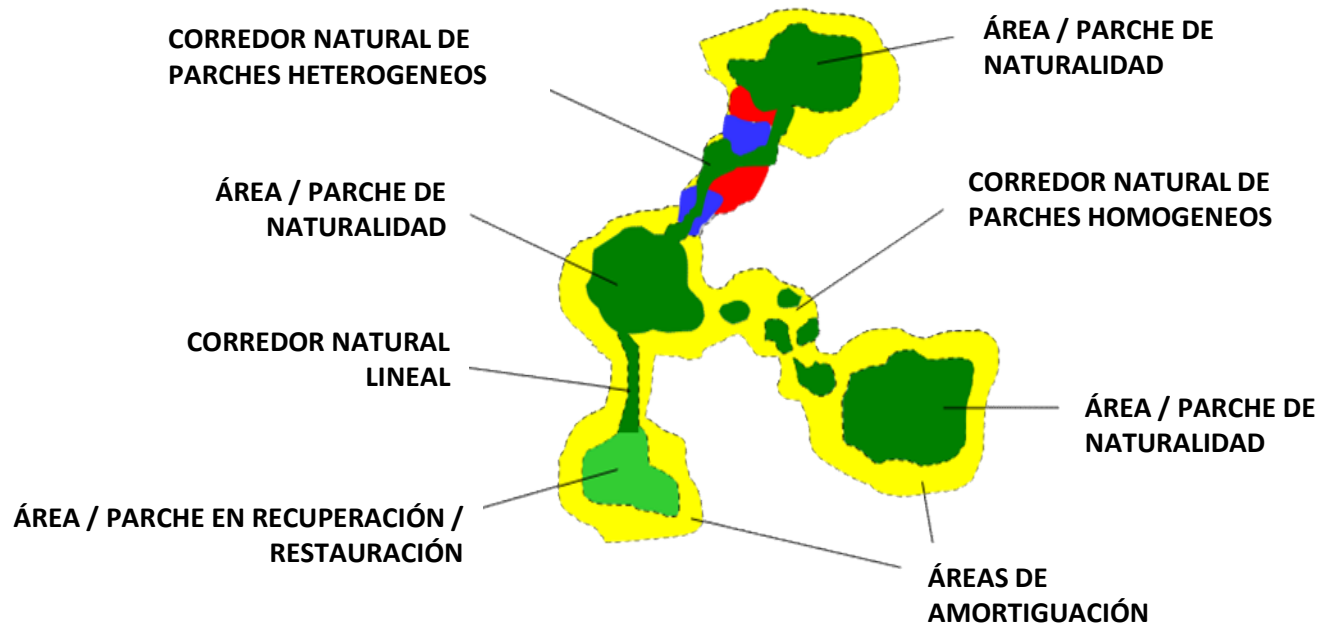 CORREDOR NATURAL DE
PARCHES HETEROGENEOS
ÁREA / PARCHE DE
NATURALIDAD
ÁREA / PARCHE DE
NATURALIDAD
CORREDOR NATURAL DE
PARCHES HOMOGENEOS
CORREDOR NATURAL
LINEAL
ÁREA / PARCHE DE
NATURALIDAD
ÁREA / PARCHE EN RECUPERACIÓN /
RESTAURACIÓN
ÁREAS DE
AMORTIGUACIÓN